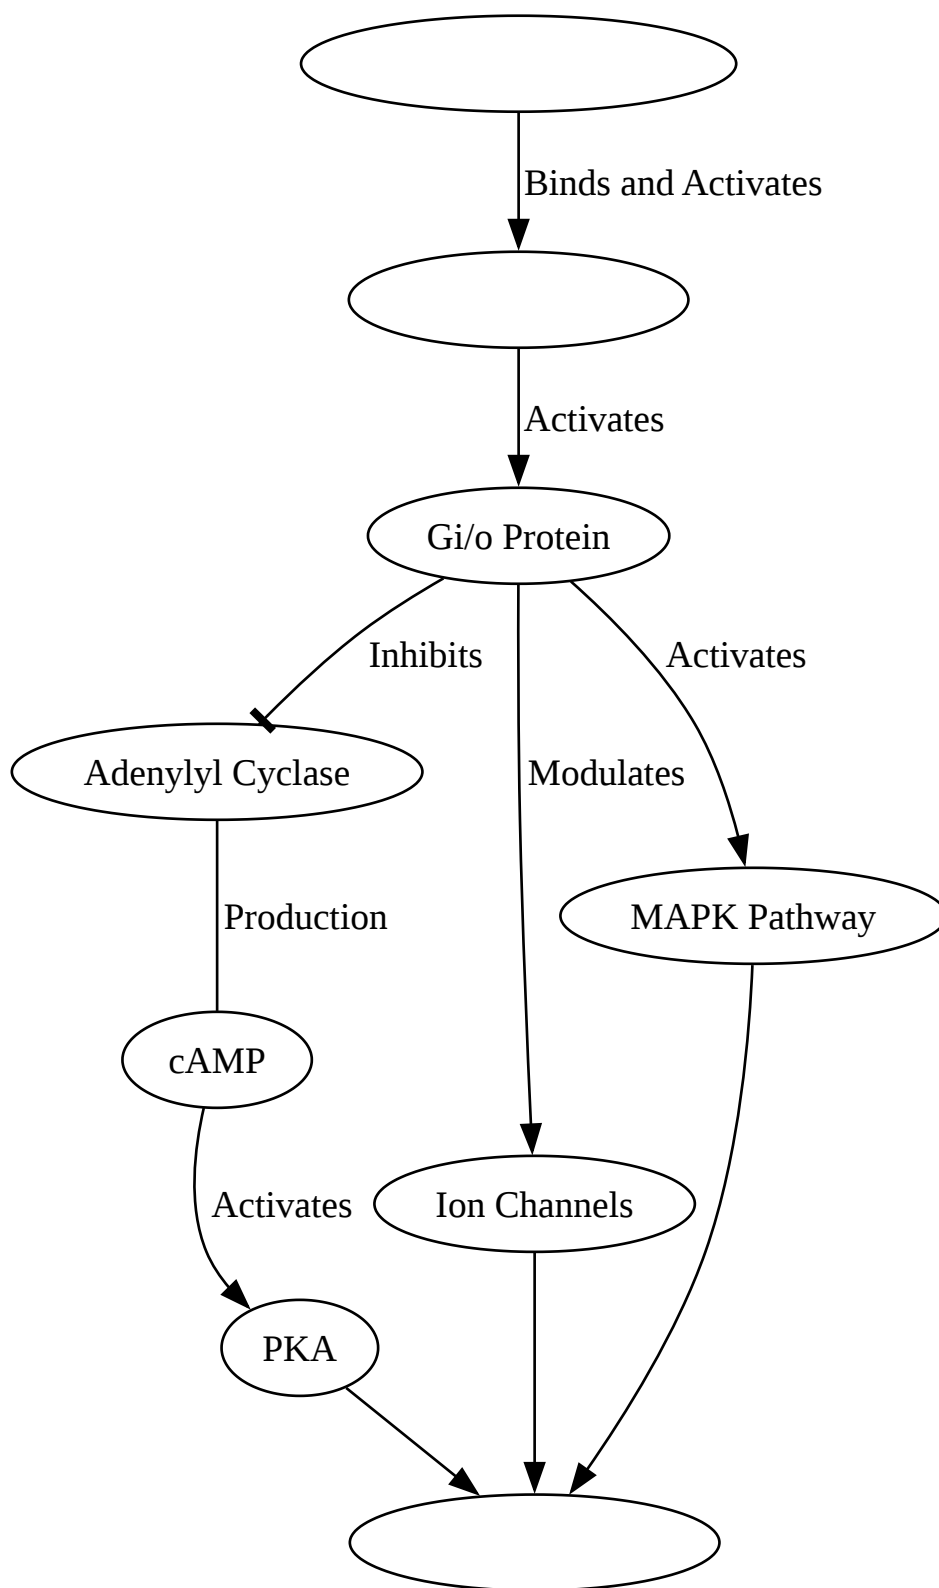 Binds and Activates
Activates
Gi/o Protein
Inhibits
Activates
Adenylyl Cyclase
Modulates
Production
MAPK Pathway
cAMP
Activates
Ion Channels
PKA